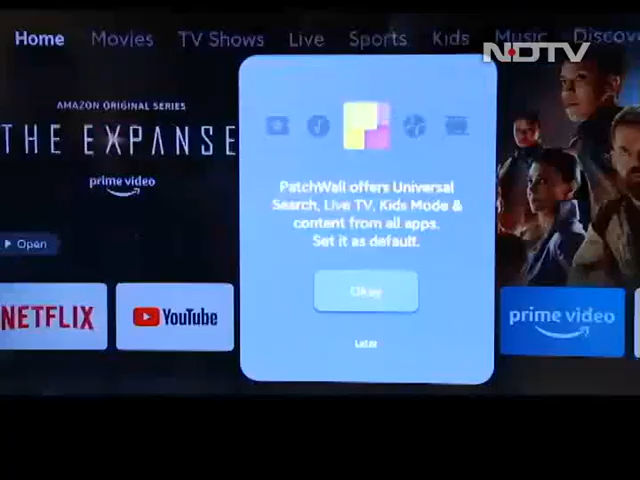 Home Movies TV Shows Live Sports Kids Music Discov
NDTV
AMAZON ORIGINAL SERIES
THE EXPANSE
prime video
Open
PatchWall offers Universal
Search, Live TV, Kids Mode &
content from all apps.
Set it as default.
Okay
Later
NETFLIX
YouTube
prime video